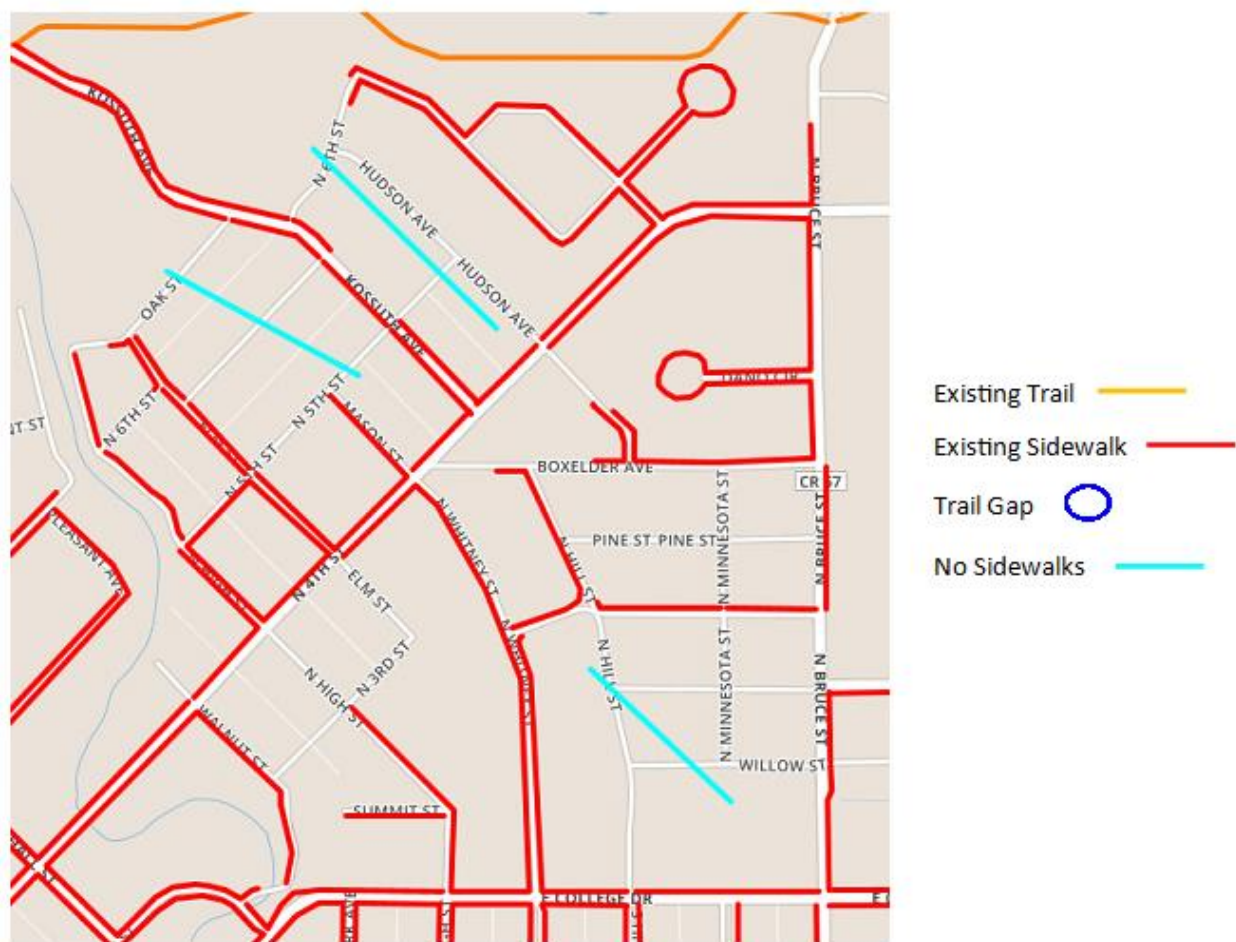 KOSSUTH AVE
N 6TH ST
HUDSON AVE
HUDSON AVE
N BRUCE ST
OAK ST
KOSSUTH AVE
N 5TH ST
MASON ST
N 6TH ST
N 5TH ST
BOXELDER AVE
CR 67
N BRUCE ST
N MINNESOTA ST
PINE ST PINE ST
PLEASANT AVE
N 4TH ST
N WHITNEY ST
N HILL ST
ELM ST
N HIGH ST
N 3RD ST
N HILL ST
N MINNESOTA ST
N BRUCE ST
WALNUT ST
WILLOW ST
SUMMIT ST
E COLLEGE DR
Existing Trail
Existing Sidewalk
Trail Gap
No Sidewalks